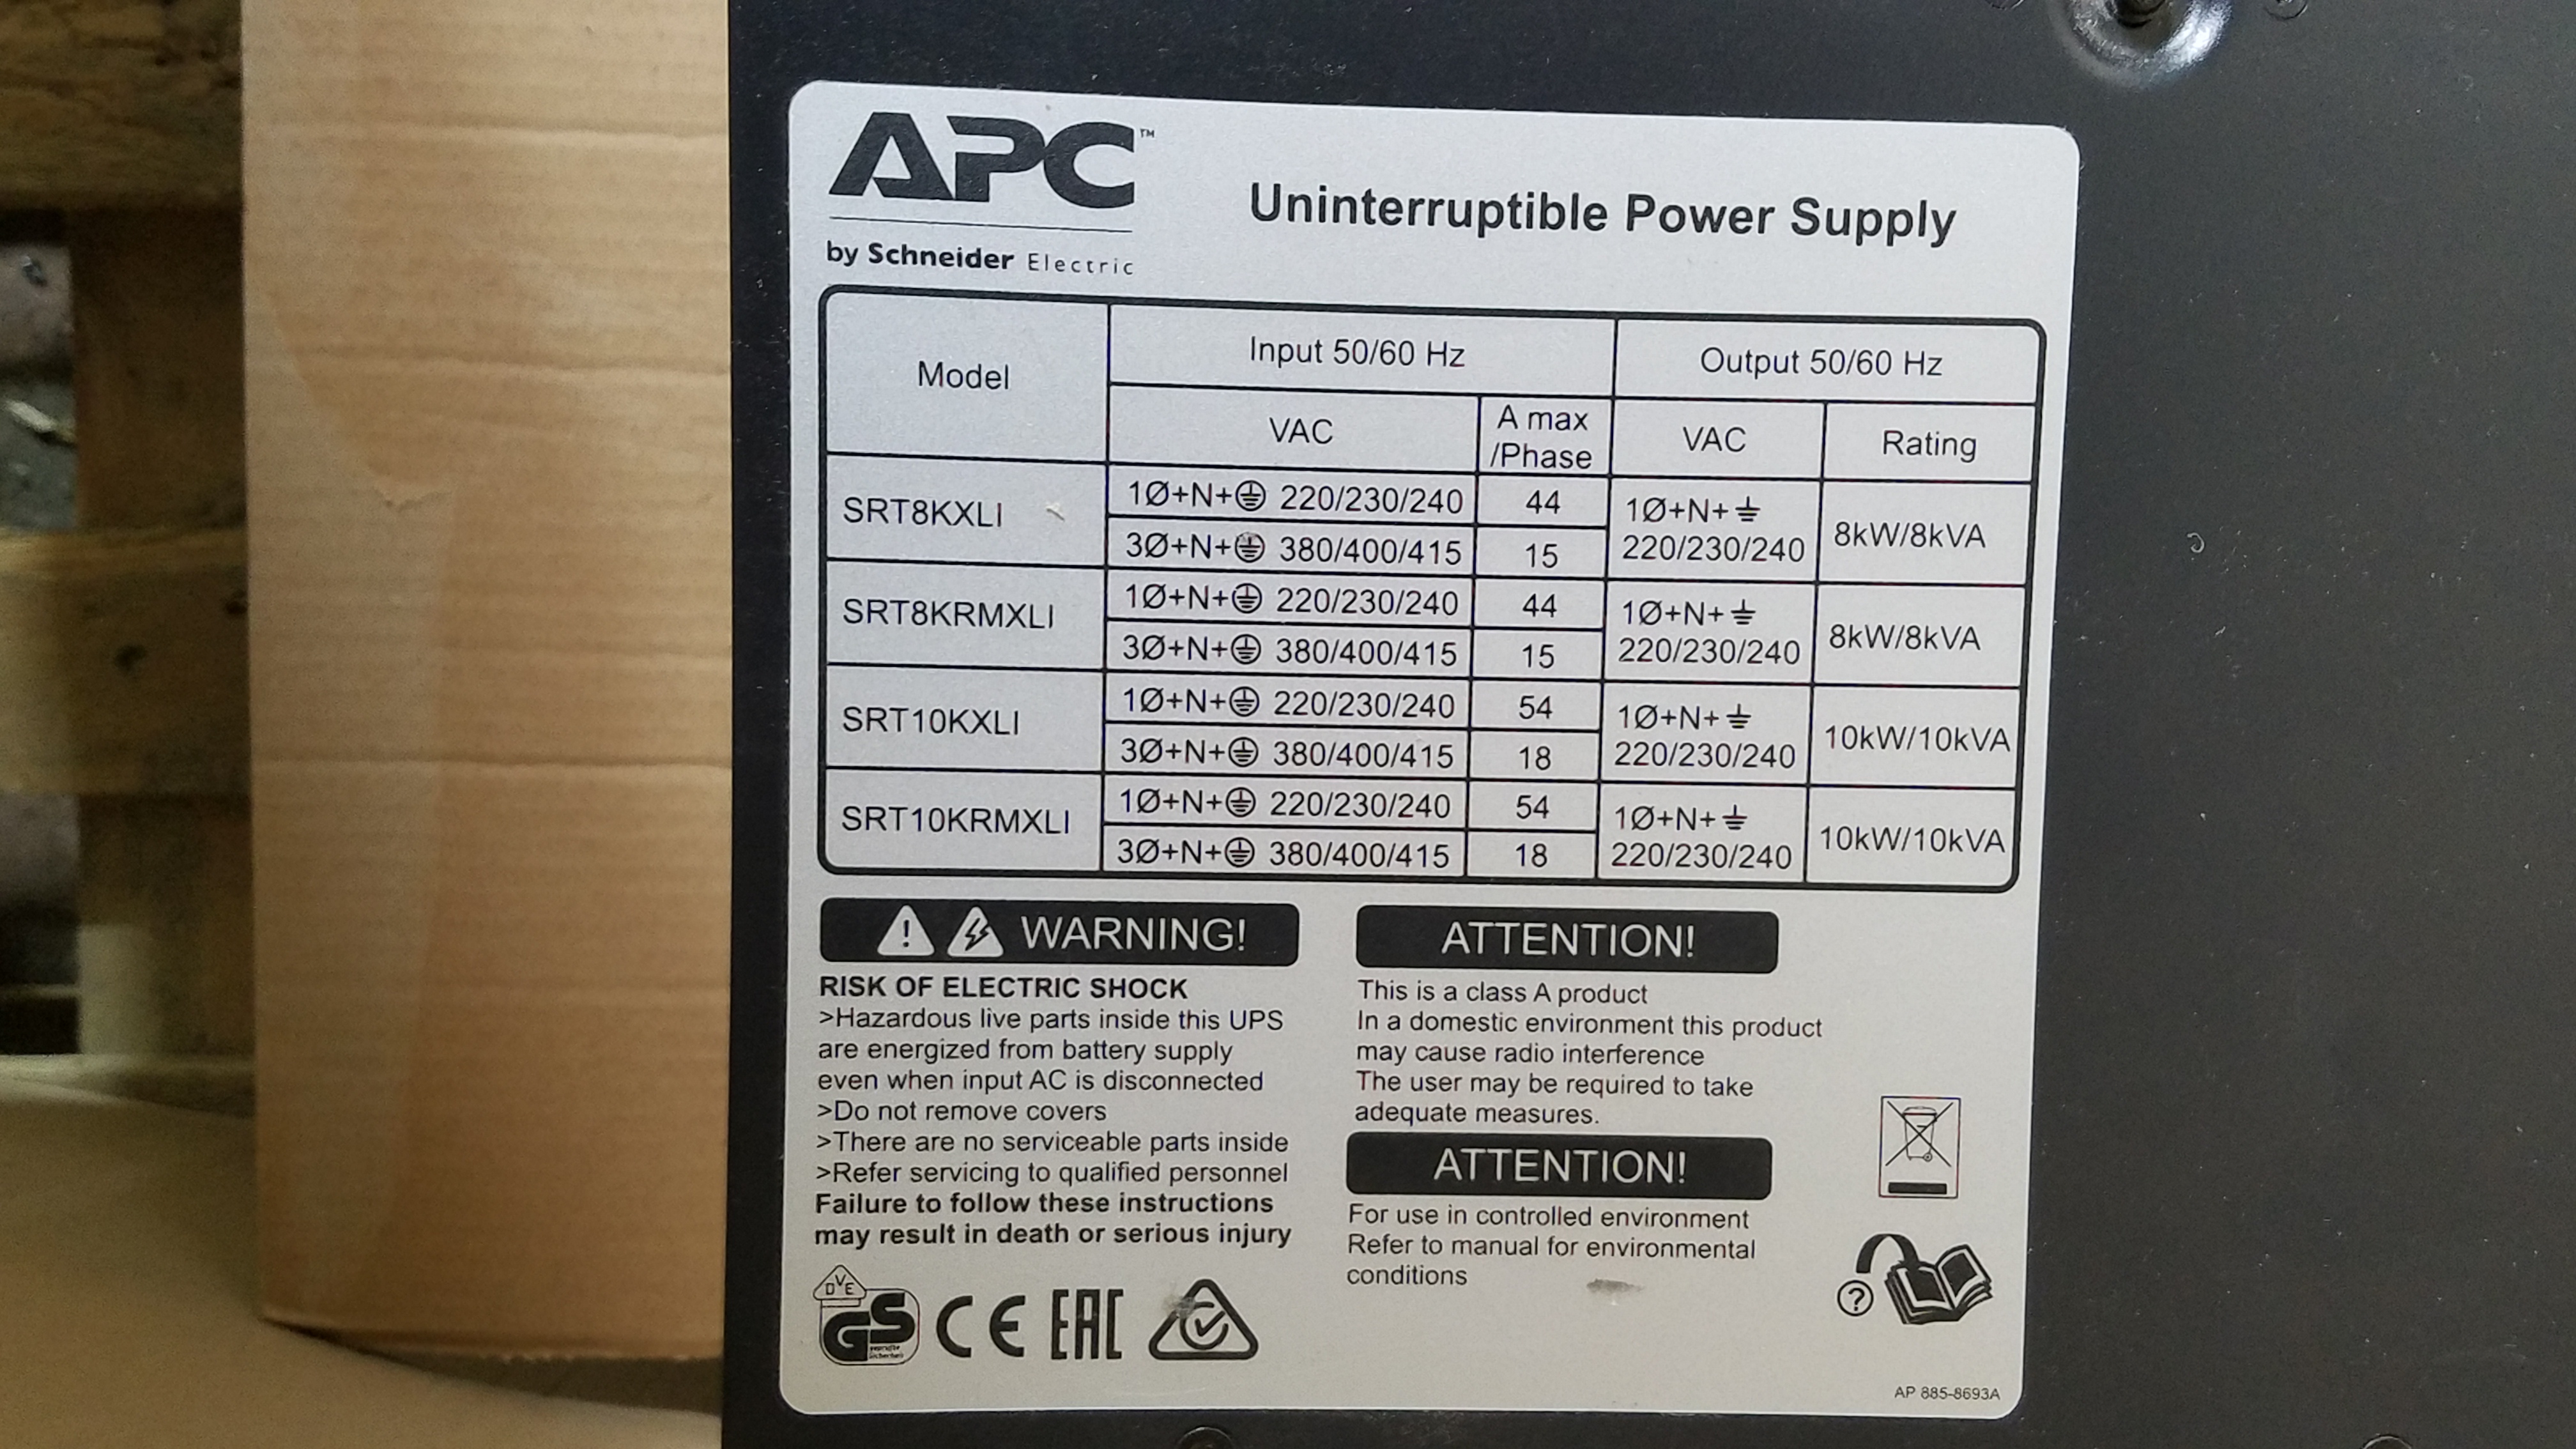 APC™
by Schneider Electric
Uninterruptible Power Supply
Model
Input 50/60 Hz
Output 50/60 Hz
VAC
A max
/Phase
VAC
Rating
SRT8KXLI
1Ø+N+⏚ 220/230/240
44
3Ø+N+⏚ 380/400/415
15
1Ø+N+⏚
220/230/240
8kW/8kVA
SRT8KRMXLI
1Ø+N+⏚ 220/230/240
44
3Ø+N+⏚ 380/400/415
15
1Ø+N+⏚
220/230/240
8kW/8kVA
SRT10KXLI
1Ø+N+⏚ 220/230/240
54
3Ø+N+⏚ 380/400/415
18
1Ø+N+⏚
220/230/240
10kW/10kVA
SRT10KRMXLI
1Ø+N+⏚ 220/230/240
54
3Ø+N+⏚ 380/400/415
18
1Ø+N+⏚
220/230/240
10kW/10kVA
WARNING!
RISK OF ELECTRIC SHOCK
>Hazardous live parts inside this UPS
are energized from battery supply
even when input AC is disconnected
>Do not remove covers
>There are no serviceable parts inside
>Refer servicing to qualified personnel
Failure to follow these instructions
may result in death or serious injury
ATTENTION!
This is a class A product
In a domestic environment this product
may cause radio interference
The user may be required to take
adequate measures.
ATTENTION!
For use in controlled environment
Refer to manual for environmental
conditions
DVE
GS
geprüfte
Sicherheit
CE
EAC
?
AP 885-8693A